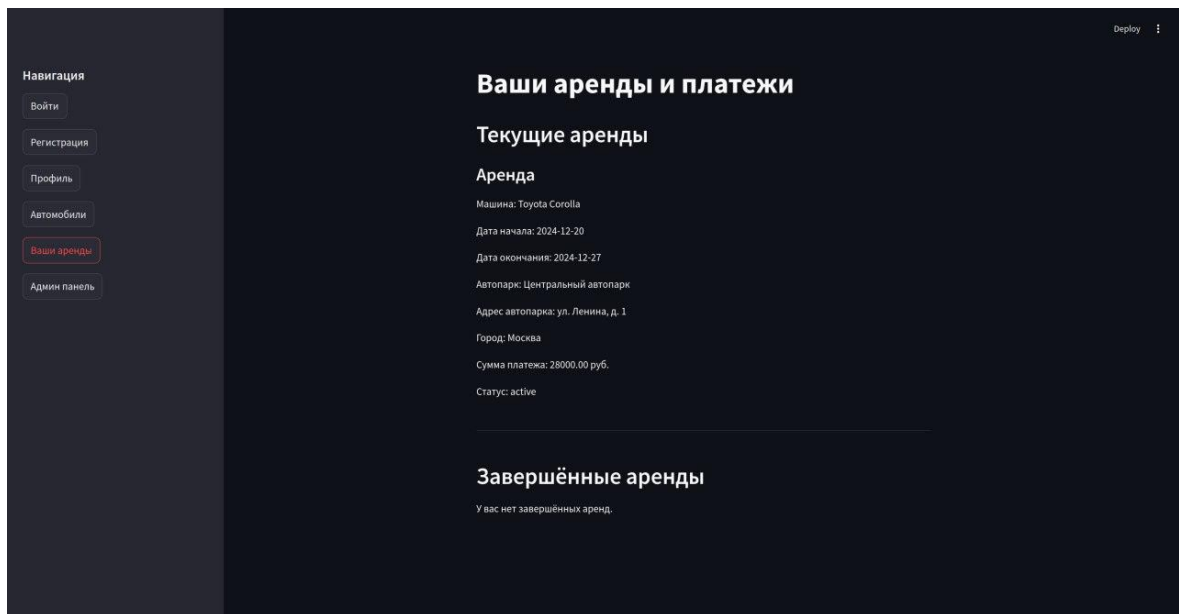 Deploy
Навигация
Войти
Регистрация
Профиль
Автомобили
Ваши аренды
Админ панель
Ваши аренды и платежи
Текущие аренды
Аренда
Машина: Toyota Corolla
Дата начала: 2024-12-20
Дата окончания: 2024-12-27
Автопарк: Центральный автопарк
Адрес автопарка: ул. Ленина, д. 1
Город: Москва
Сумма платежа: 28000.00 руб.
Статус: active
Завершённые аренды
У вас нет завершённых аренд.